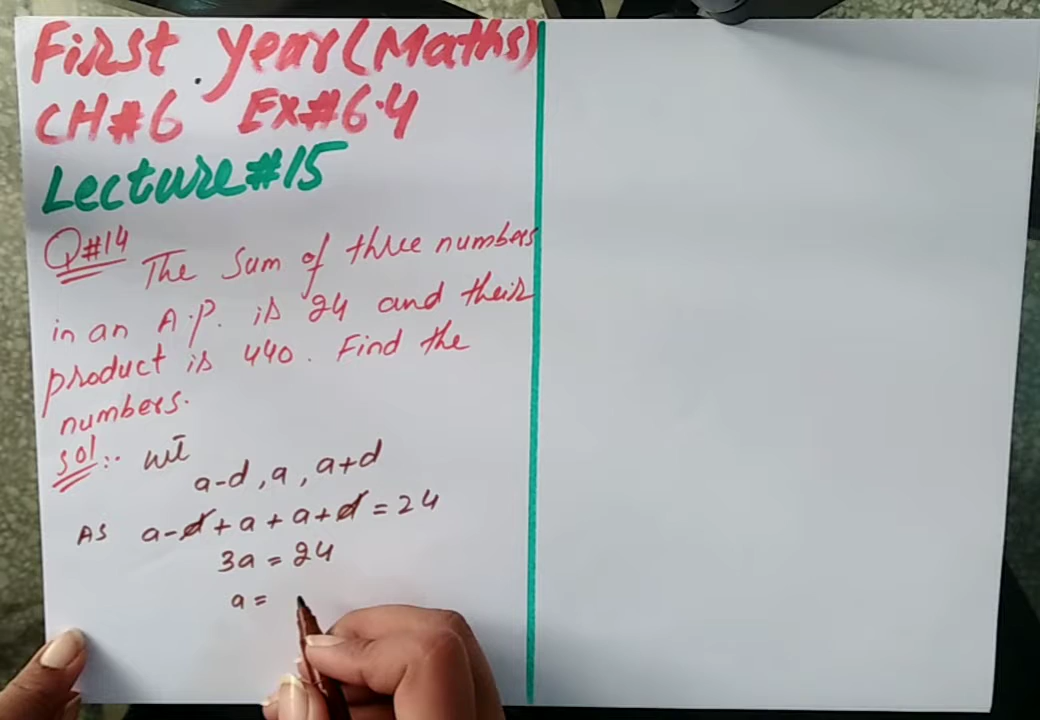 First year (Maths)
CH#6 Ex#6.4
Lecture#15
Q#14 The Sum of three numbers
in an A.P. is 24 and their
product is 440. Find the
numbers.
Sol:-
a-d, a, a+d
As a-d+a+a+d=24
3a=24
a=